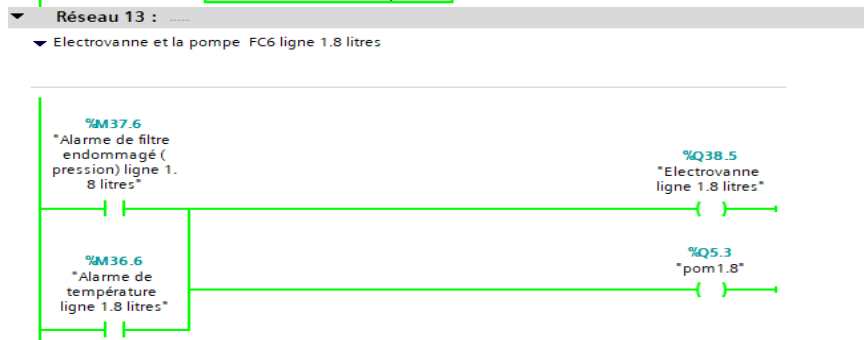 Réseau 13 : .....
Electrovanne et la pompe FC6 ligne 1.8 litres
%M37.6
"Alarme de filtre
endommagé (
pression) ligne 1.
8 litres"
%Q38.5
"Electrovanne
ligne 1.8 litres"
%M36.6
"Alarme de
température
ligne 1.8 litres"
%Q5.3
"pom1.8"